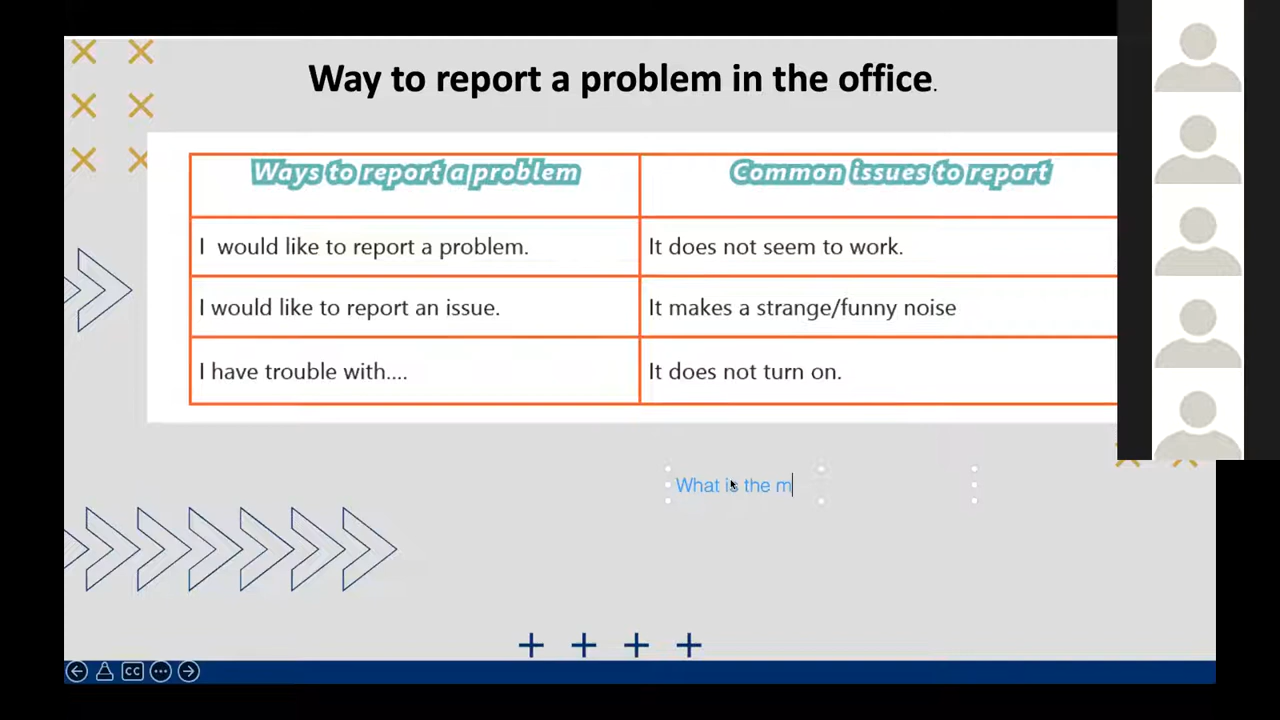 Way to report a problem in the office.
Ways to report a problem
Common issues to report
I would like to report a problem.
It does not seem to work.
I would like to report an issue.
It makes a strange/funny noise
I have trouble with....
It does not turn on.
What is the m
CC